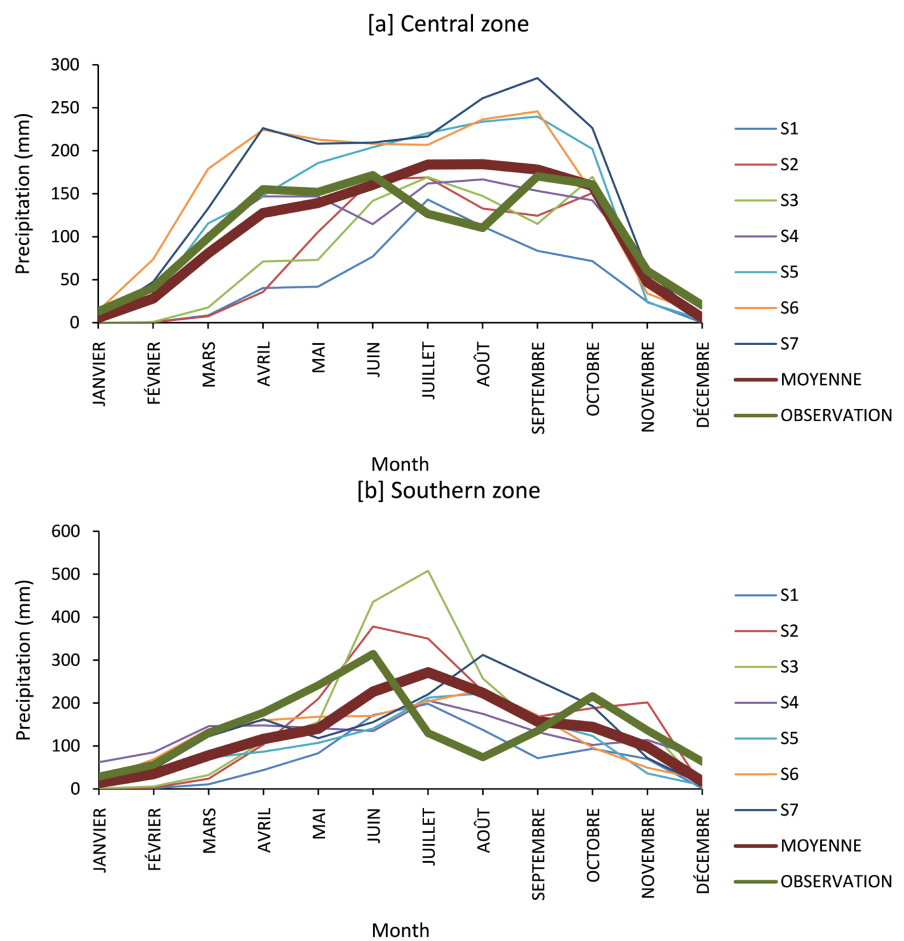 [a] Central zone
Precipitation (mm)
300
250
200
150
100
50
0
JANVIER
FÉVRIER
MARS
AVRIL
MAI
JUIN
JUILLET
AOÛT
SEPTEMBRE
OCTOBRE
NOVEMBRE
DÉCEMBRE
Month
S1
S2
S3
S4
S5
S6
S7
MOYENNE
OBSERVATION
[b] Southern zone
Precipitation (mm)
600
500
400
300
200
100
0
JANVIER
FÉVRIER
MARS
AVRIL
MAI
JUIN
JUILLET
AOÛT
SEPTEMBRE
OCTOBRE
NOVEMBRE
DÉCEMBRE
Month
S1
S2
S3
S4
S5
S6
S7
MOYENNE
OBSERVATION